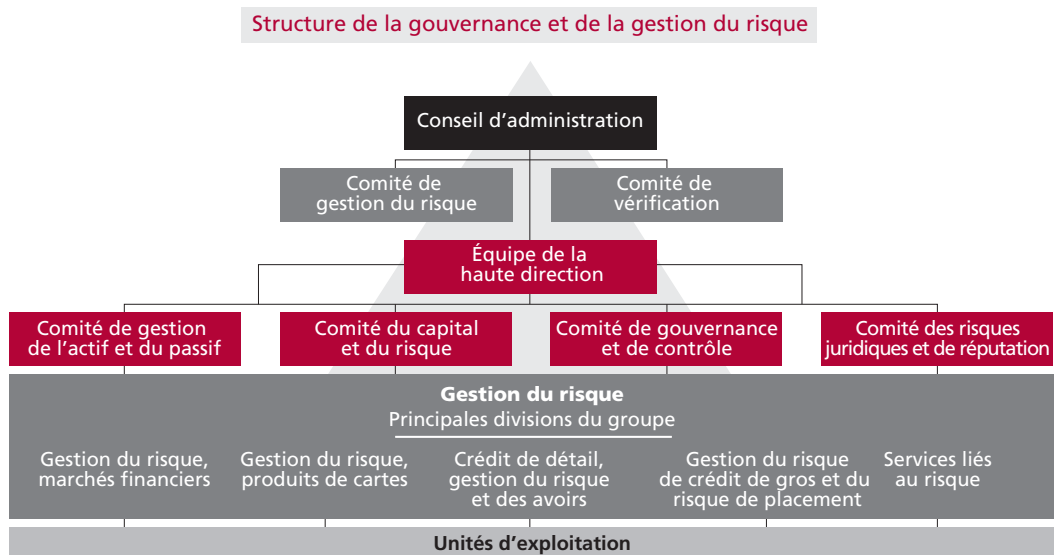 Structure de la gouvernance et de la gestion du risque
Conseil d'administration
Comité de
gestion du risque
Comité de
vérification
Équipe de la
haute direction
Comité de gestion
de l'actif et du passif
Comité du capital
et du risque
Comité de gouvernance
et de contrôle
Comité des risques
juridiques et de réputation
Gestion du risque
Principales divisions du groupe
Gestion du risque,
marchés financiers
Gestion du risque,
produits de cartes
Crédit de détail,
gestion du risque
et des avoirs
Gestion du risque
de crédit de gros et du
risque de placement
Services liés
au risque
Unités d'exploitation